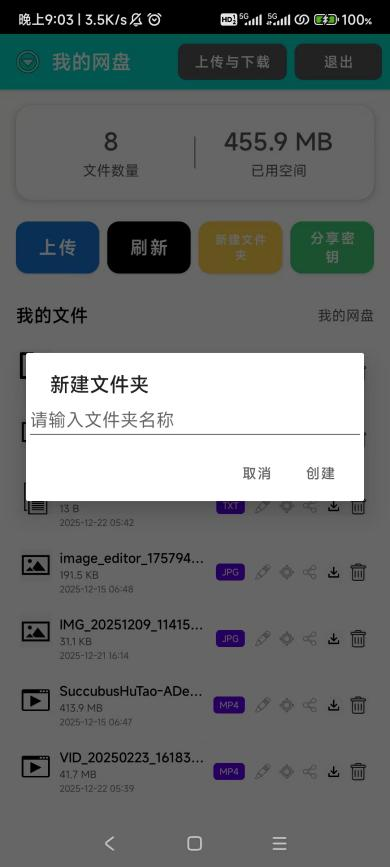 晚上9:03 | 3.5K/s
HD 5G 5G 100%
我的网盘
上传与下载
退出
8
文件数量
455.9 MB
已用空间
上传
刷新
新建文件
夹
分享密
钥
我的文件
我的网盘
新建文件夹
请输入文件夹名称
取消
创建
13 B
2025-12-22 05:42
TXT
image_editor_175794...
191.5 KB
2025-12-15 06:48
JPG
IMG_20251209_11415...
31.1 KB
2025-12-21 16:14
JPG
SuccubusHuTao-ADe...
413.9 MB
2025-12-15 06:47
MP4
VID_20250223_16183...
41.7 MB
2025-12-22 05:39
MP4